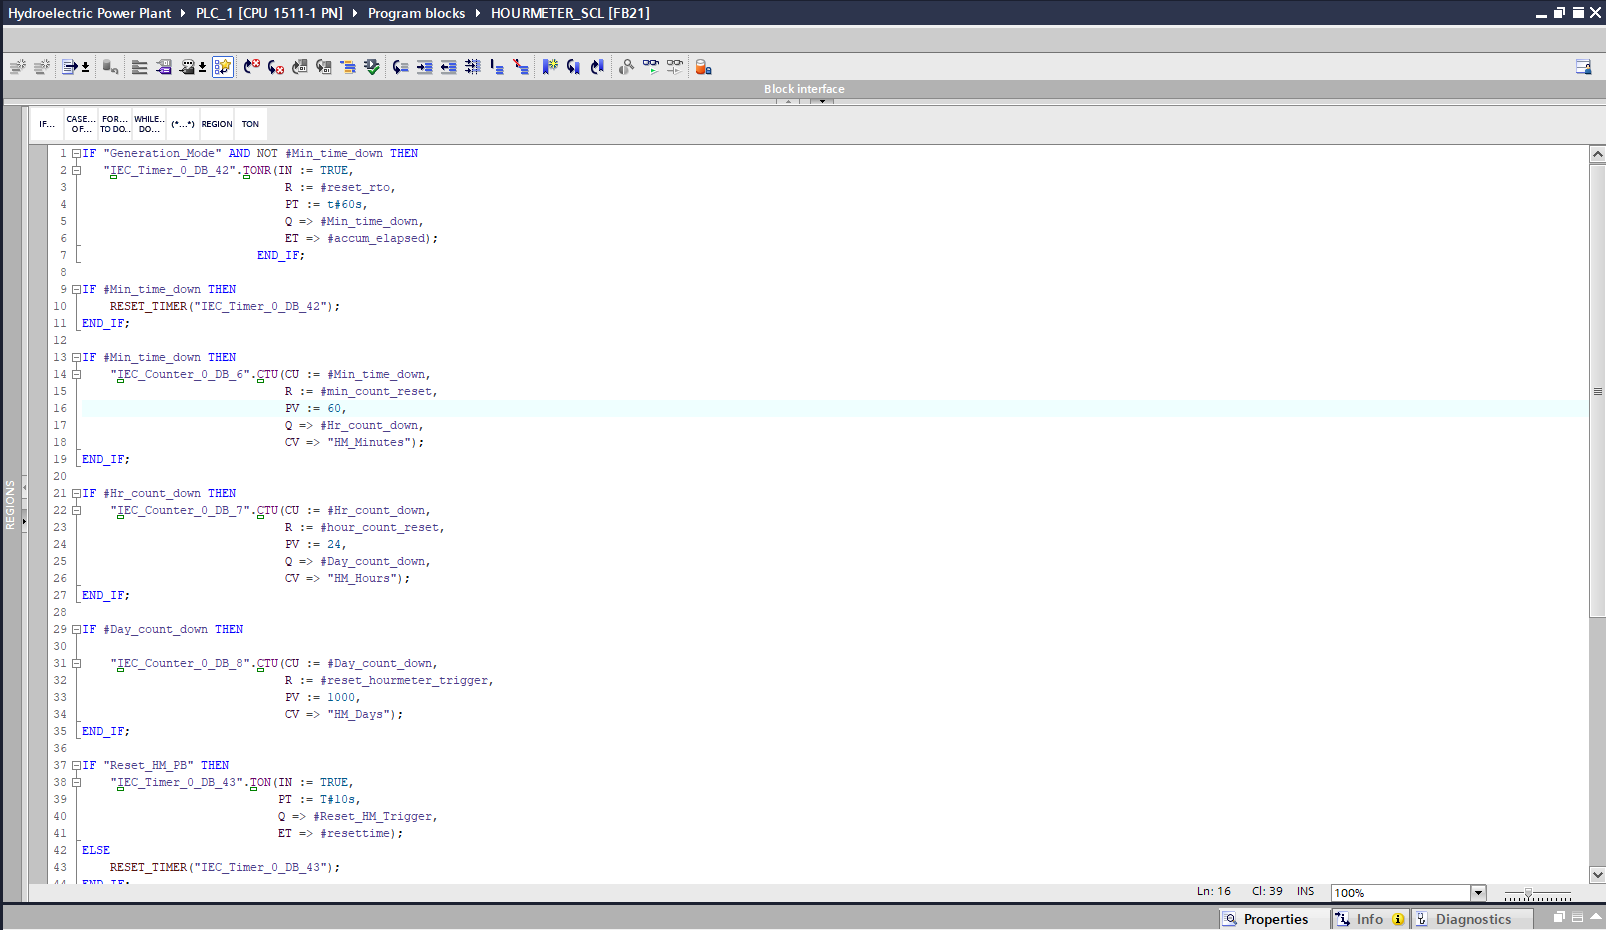 Hydroelectric Power Plant PLC_1 [CPU 1511-1 PN] Program blocks HOURMETER_SCL [FB21]
Block interface
IF... CASE... OF... FOR... TO DO.. WHILE.. DO... (*...*) REGION TON
1 IF "Generation_Mode" AND NOT #Min_time_down THEN
2 "IEC_Timer_0_DB_42".TONR(IN := TRUE,
3 R := #reset_rto,
4 PT := t#60s,
5 Q => #Min_time_down,
6 ET => #accum_elapsed);
7 END_IF;
8
9 IF #Min_time_down THEN
10 RESET_TIMER("IEC_Timer_0_DB_42");
11 END_IF;
12
13 IF #Min_time_down THEN
14 "IEC_Counter_0_DB_6".CTU(CU := #Min_time_down,
15 R := #min_count_reset,
16 PV := 60,
17 Q => #Hr_count_down,
18 CV => "HM_Minutes");
19 END_IF;
20
21 IF #Hr_count_down THEN
22 "IEC_Counter_0_DB_7".CTU(CU := #Hr_count_down,
23 R := #hour_count_reset,
24 PV := 24,
25 Q => #Day_count_down,
26 CV => "HM_Hours");
27 END_IF;
28
29 IF #Day_count_down THEN
30
31 "IEC_Counter_0_DB_8".CTU(CU := #Day_count_down,
32 R := #reset_hourmeter_trigger,
33 PV := 1000,
34 CV => "HM_Days");
35 END_IF;
36
37 IF "Reset_HM_PB" THEN
38 "IEC_Timer_0_DB_43".TON(IN := TRUE,
39 PT := T#10s,
40 Q => #Reset_HM_Trigger,
41 ET => #resettime);
42 ELSE
43 RESET_TIMER("IEC_Timer_0_DB_43");
44 END_IF;
REGIONS
Ln: 16 Cl: 39 INS 100%
Properties Info Diagnostics